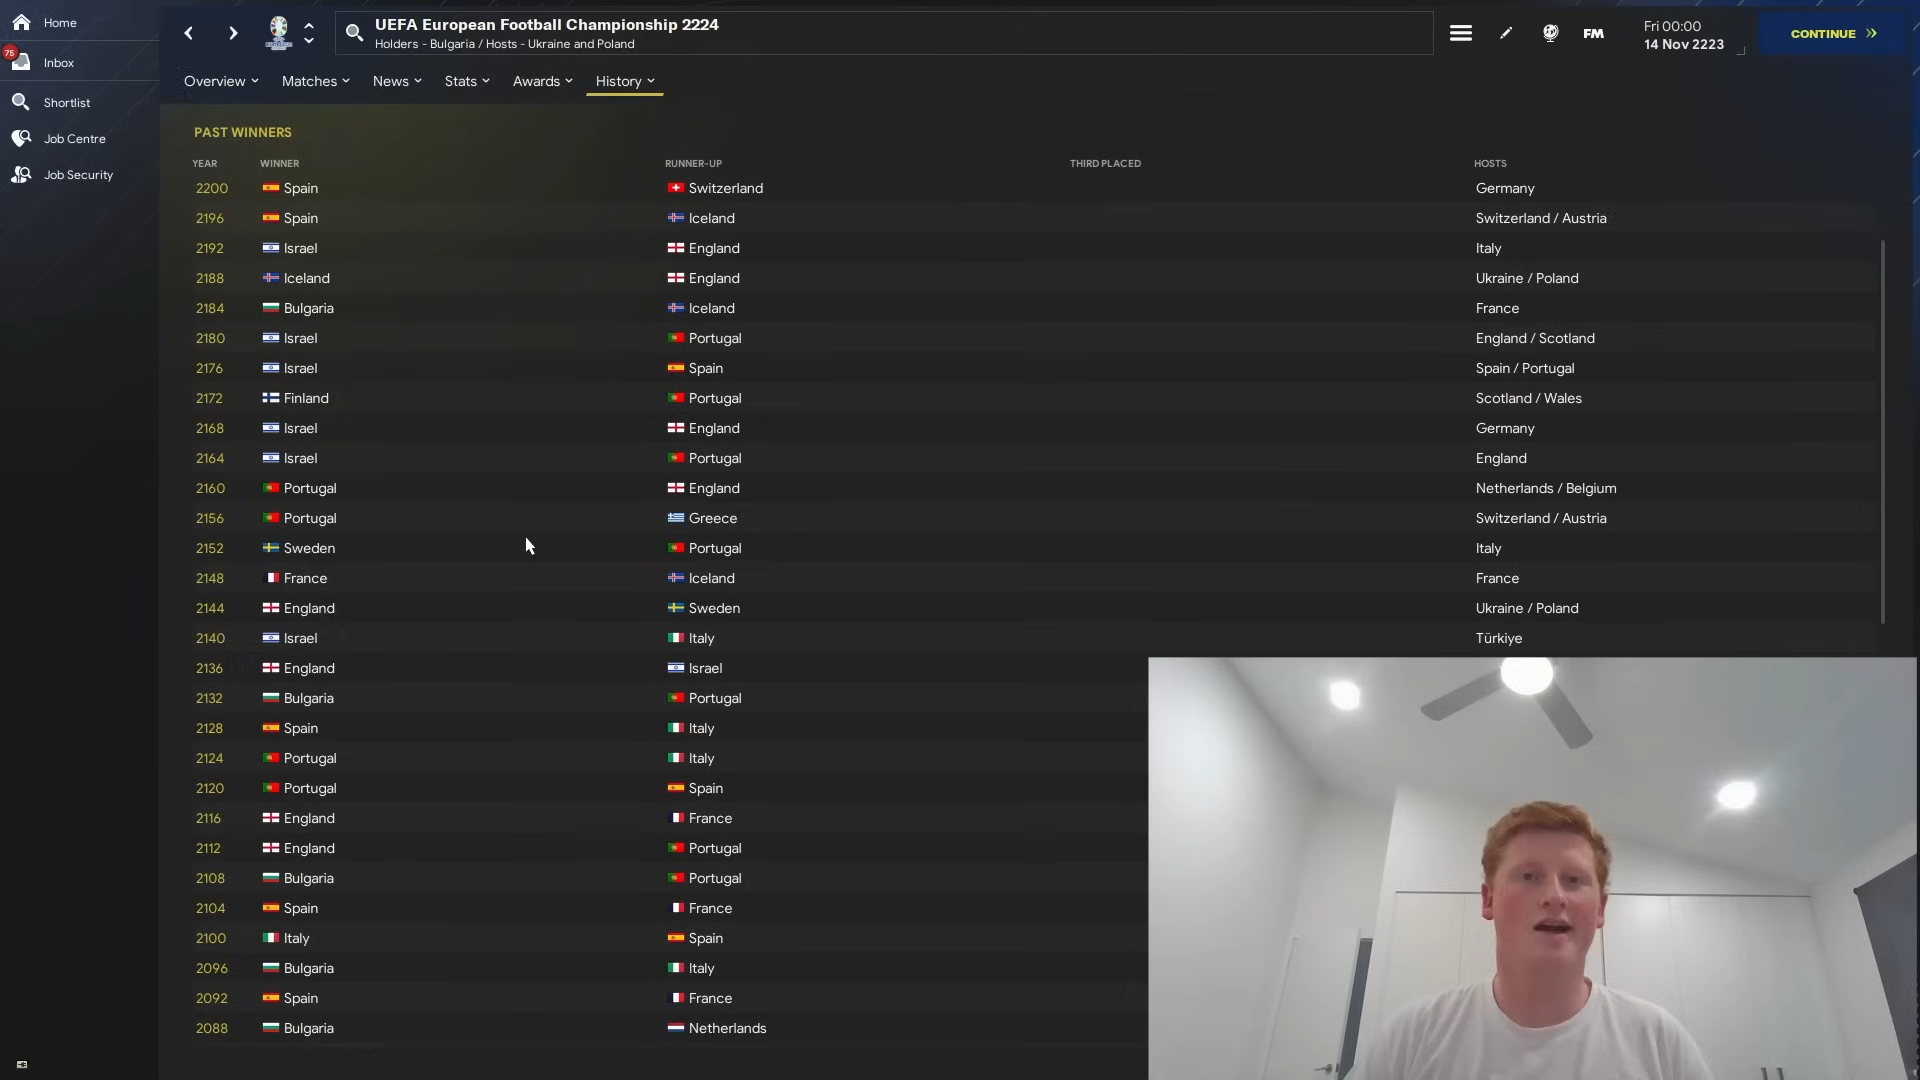 Home
75
Inbox
Shortlist
Job Centre
Job Security
UEFA European Football Championship 2224
Holders - Bulgaria / Hosts - Ukraine and Poland
FM
Fri 00:00
14 Nov 2223
CONTINUE
Overview Matches News Stats Awards History
PAST WINNERS
YEAR WINNER RUNNER-UP THIRD PLACED HOSTS
2200 Spain Switzerland Germany
2196 Spain Iceland Switzerland / Austria
2192 Israel England Italy
2188 Iceland England Ukraine / Poland
2184 Bulgaria Iceland France
2180 Israel Portugal England / Scotland
2176 Israel Spain Spain / Portugal
2172 Finland Portugal Scotland / Wales
2168 Israel England Germany
2164 Israel Portugal England
2160 Portugal England Netherlands / Belgium
2156 Portugal Greece Switzerland / Austria
2152 Sweden Portugal Italy
2148 France Iceland France
2144 England Sweden Ukraine / Poland
2140 Israel Italy Türkiye
2136 England Israel
2132 Bulgaria Portugal
2128 Spain Italy
2124 Portugal Italy
2120 Portugal Spain
2116 England France
2112 England Portugal
2108 Bulgaria Portugal
2104 Spain France
2100 Italy Spain
2096 Bulgaria Italy
2092 Spain France
2088 Bulgaria Netherlands